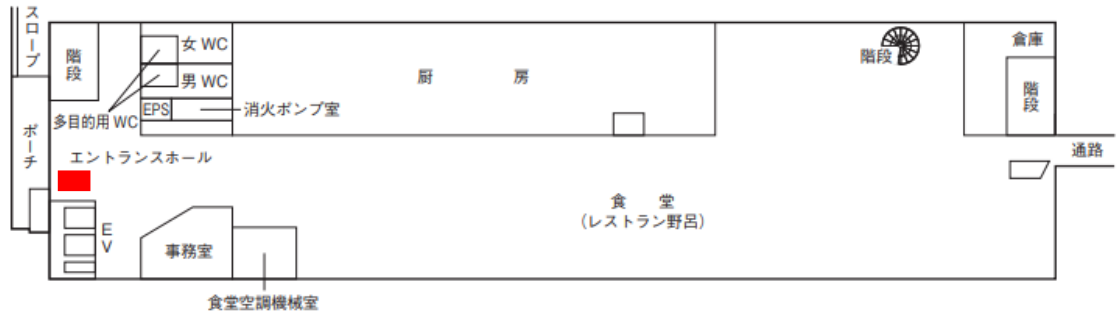 スロープ
階段
女 WC
男 WC
EPS
消火ポンプ室
多目的用 WC
厨　房
階段
倉庫
階段
ポーチ
エントランスホール
通路
食　堂
（レストラン野呂）
EV
事務室
食堂空調機械室